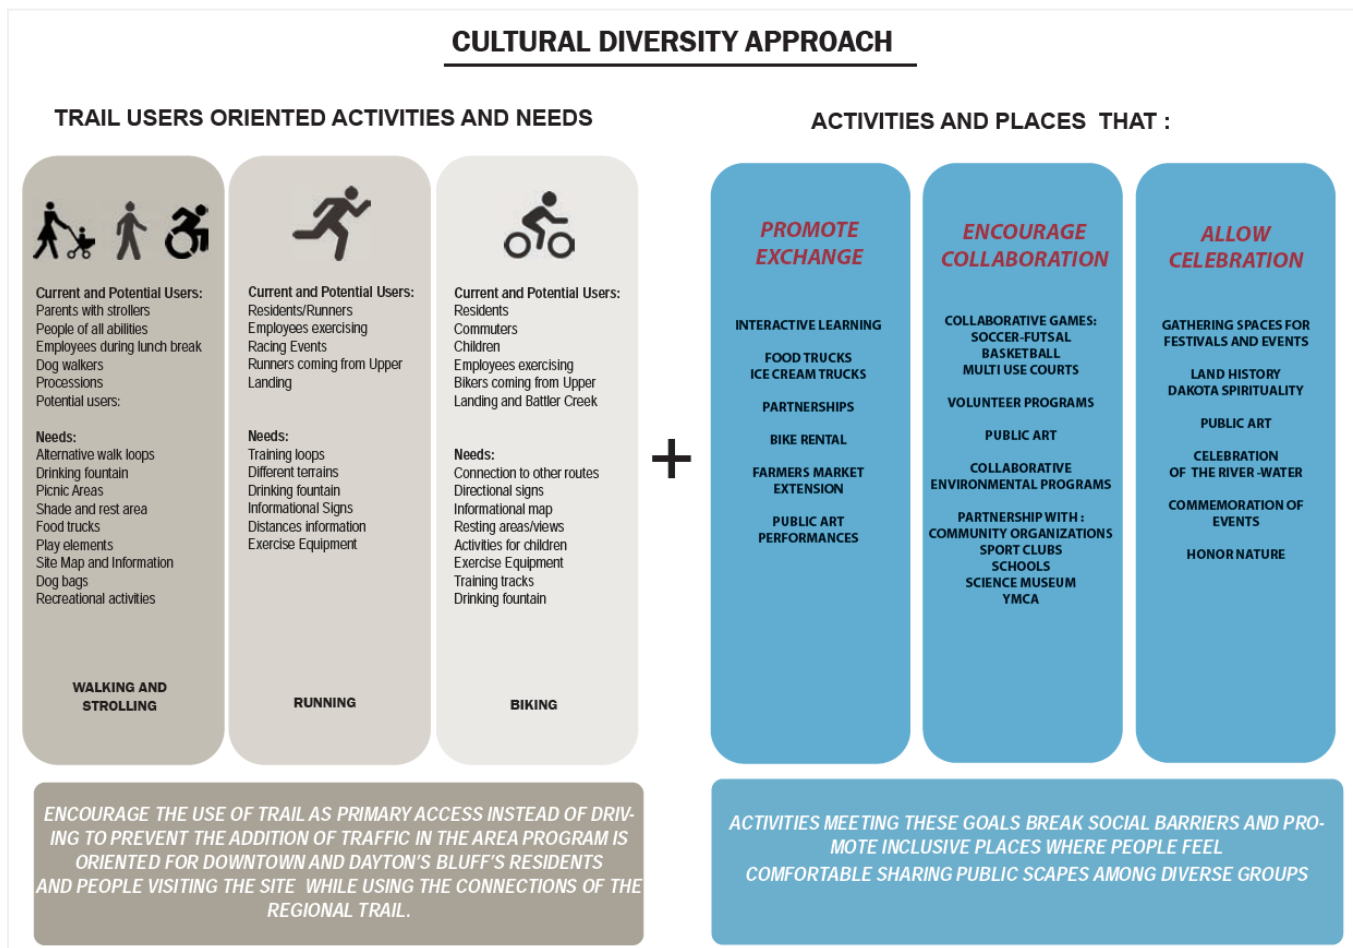 CULTURAL DIVERSITY APPROACH
TRAIL USERS ORIENTED ACTIVITIES AND NEEDS
Current and Potential Users:
Parents with strollers
People of all abilities
Employees during lunch break
Dog walkers
Processions
Potential users:
Needs:
Alternative walk loops
Drinking fountain
Picnic Areas
Shade and rest area
Food trucks
Play elements
Site Map and Information
Dog bags
Recreational activities
WALKING AND
STROLLING
Current and Potential Users:
Residents/Runners
Employees exercising
Racing Events
Runners coming from Upper
Landing
Needs:
Training loops
Different terrains
Drinking fountain
Informational Signs
Distances information
Exercise Equipment
RUNNING
Current and Potential Users:
Residents
Commuters
Children
Employees exercising
Bikers coming from Upper
Landing and Battler Creek
Needs:
Connection to other routes
Directional signs
Informational map
Resting areas/views
Activities for children
Exercise Equipment
Training tracks
Drinking fountain
BIKING
ENCOURAGE THE USE OF TRAIL AS PRIMARY ACCESS INSTEAD OF DRIV-
ING TO PREVENT THE ADDITION OF TRAFFIC IN THE AREA PROGRAM IS
ORIENTED FOR DOWNTOWN AND DAYTON'S BLUFF'S RESIDENTS
AND PEOPLE VISITING THE SITE WHILE USING THE CONNECTIONS OF THE
REGIONAL TRAIL.
+
ACTIVITIES AND PLACES THAT :
PROMOTE
EXCHANGE
INTERACTIVE LEARNING
FOOD TRUCKS
ICE CREAM TRUCKS
PARTNERSHIPS
BIKE RENTAL
FARMERS MARKET
EXTENSION
PUBLIC ART
PERFORMANCES
ENCOURAGE
COLLABORATION
COLLABORATIVE GAMES:
SOCCER-FUTSAL
BASKETBALL
MULTI USE COURTS
VOLUNTEER PROGRAMS
PUBLIC ART
COLLABORATIVE
ENVIRONMENTAL PROGRAMS
PARTNERSHIP WITH :
COMMUNITY ORGANIZATIONS
SPORT CLUBS
SCHOOLS
SCIENCE MUSEUM
YMCA
ALLOW
CELEBRATION
GATHERING SPACES FOR
FESTIVALS AND EVENTS
LAND HISTORY
DAKOTA SPIRITUALITY
PUBLIC ART
CELEBRATION
OF THE RIVER -WATER
COMMEMORATION OF
EVENTS
HONOR NATURE
ACTIVITIES MEETING THESE GOALS BREAK SOCIAL BARRIERS AND PRO-
MOTE INCLUSIVE PLACES WHERE PEOPLE FEEL
COMFORTABLE SHARING PUBLIC SCAPES AMONG DIVERSE GROUPS